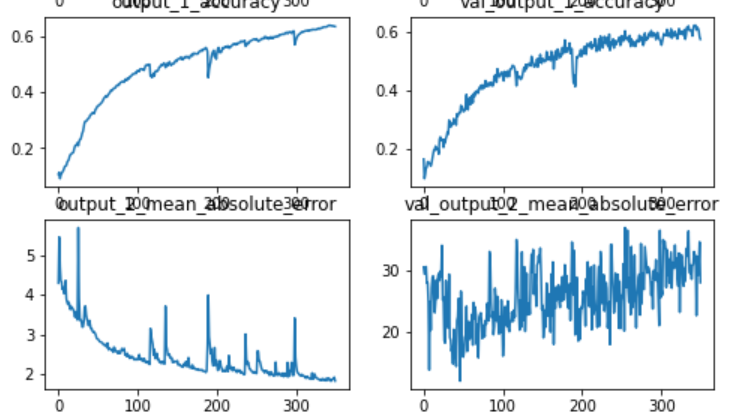 0 300 0 200 300
output_1_accuracy val_output_1_accuracy
0.6 0.6
0.4 0.4
0.2 0.2
0 100 200 300 0 100 200 300
output_2_mean_absolute_error val_output_2_mean_absolute_error
5
4 30
3
2 20
0 100 200 300 0 100 200 300